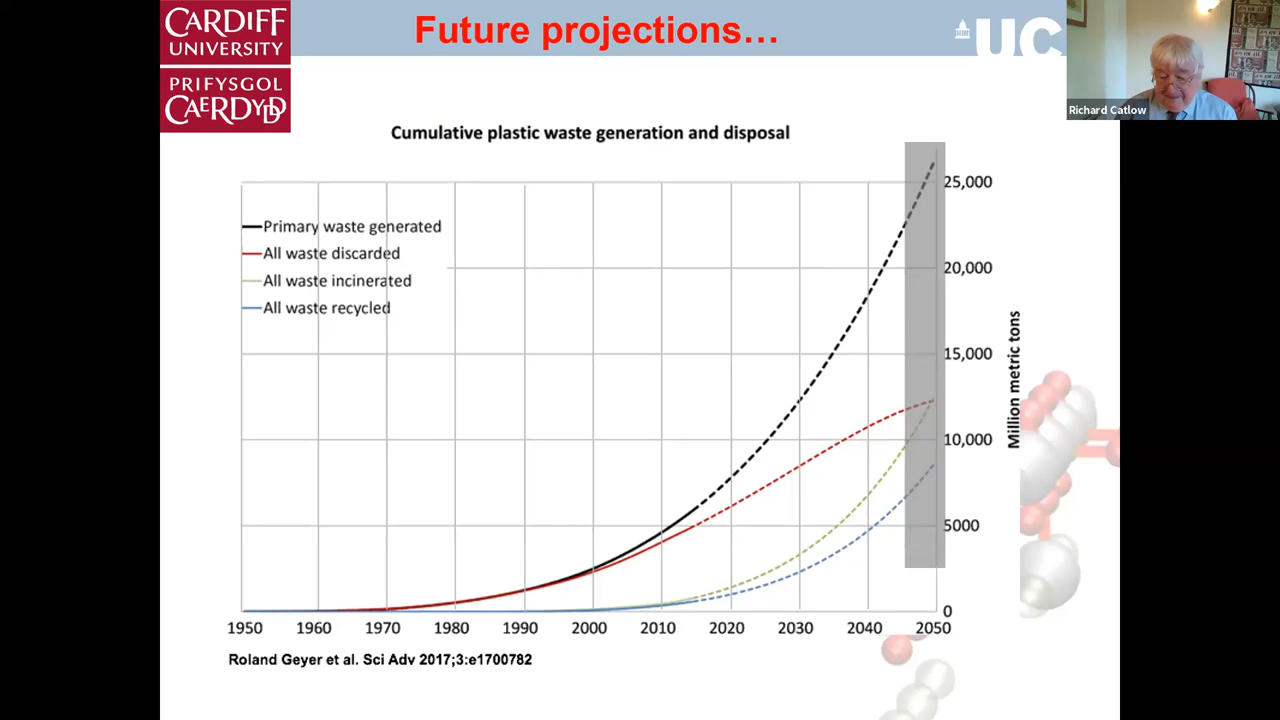 CARDIFF
UNIVERSITY
PRIFYSGOL
CAERDYDD
Future projections...
UC
Richard Catlow
Cumulative plastic waste generation and disposal
Primary waste generated
All waste discarded
All waste incinerated
All waste recycled
25,000
20,000
15,000
10,000
5000
0
Million metric tons
1950 1960 1970 1980 1990 2000 2010 2020 2030 2040 2050
Roland Geyer et al. Sci Adv 2017;3:e1700782